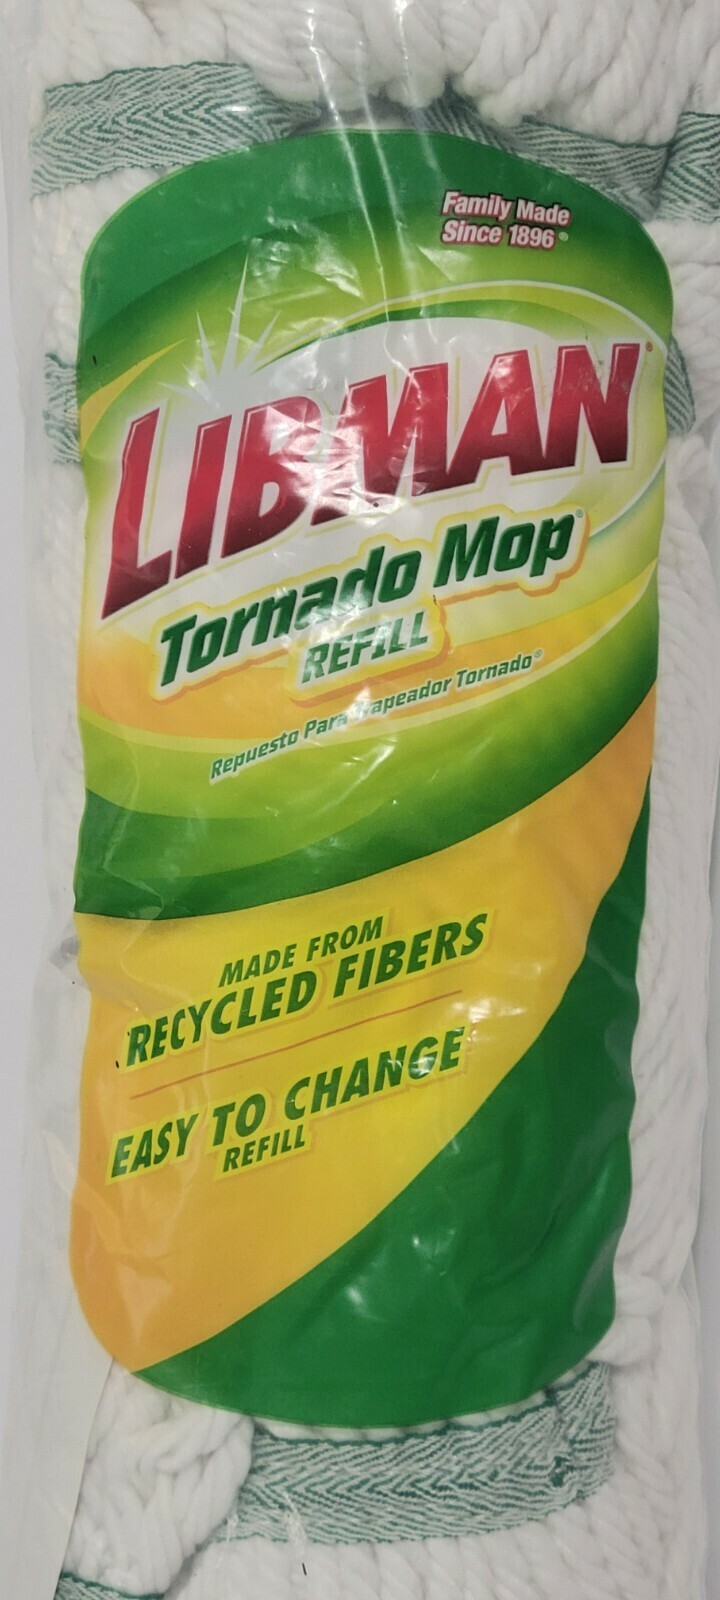 Family Made
Since 1896®
LIBMAN®
Tornado Mop®
REFILL
Repuesto Para Trapeador Tornado®
MADE FROM
RECYCLED FIBERS
EASY TO CHANGE
REFILL